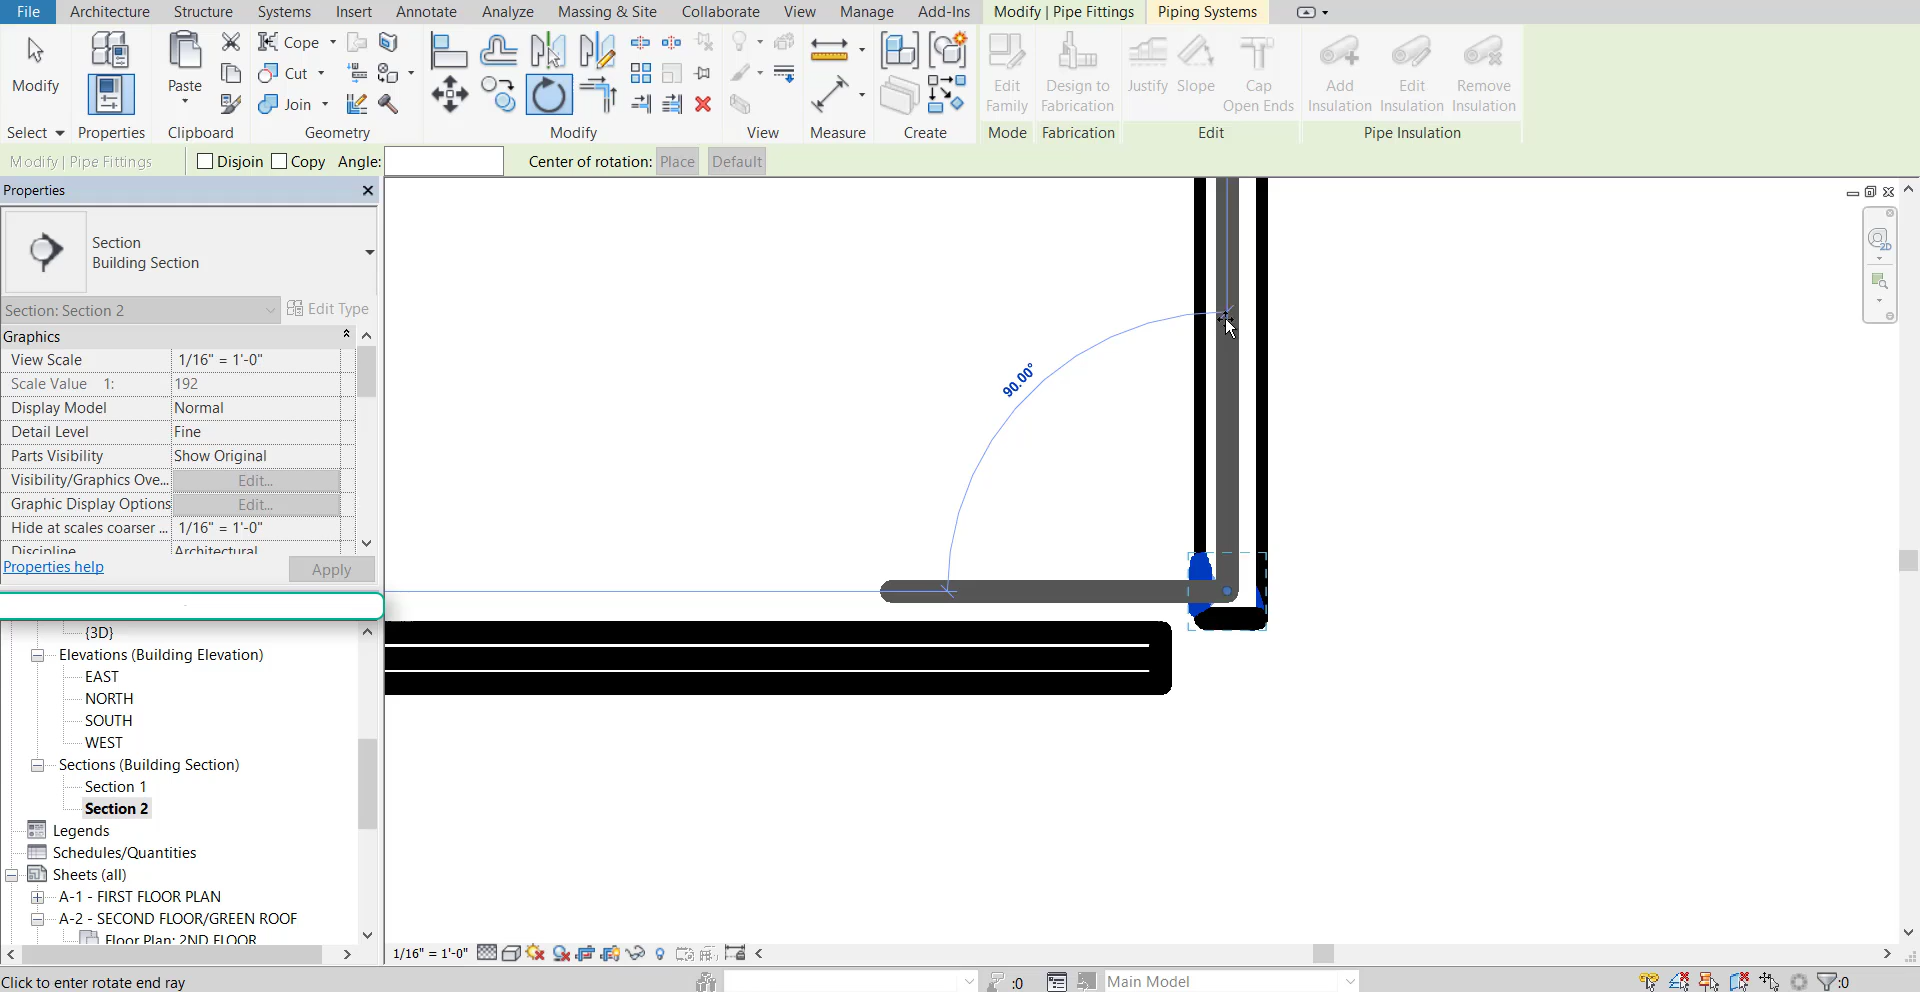 File Architecture Structure Systems Insert Annotate Analyze Massing & Site Collaborate View Manage Add-Ins Modify | Pipe Fittings Piping Systems
Modify
Paste
Cope
Cut
Join
Edit Family
Design to Fabrication
Justify
Slope
Cap Open Ends
Add Insulation
Edit Insulation
Remove Insulation
Select Properties Clipboard Geometry Modify View Measure Create Mode Fabrication Edit Pipe Insulation
Modify | Pipe Fittings Disjoin Copy Angle: Center of rotation: Place Default
Properties
Section
Building Section
Section: Section 2 Edit Type
Graphics
View Scale 1/16" = 1'-0"
Scale Value 1: 192
Display Model Normal
Detail Level Fine
Parts Visibility Show Original
Visibility/Graphics Ove... Edit...
Graphic Display Options Edit...
Hide at scales coarser ... 1/16" = 1'-0"
Discipline Architectural
Properties help Apply
{3D}
Elevations (Building Elevation)
EAST
NORTH
SOUTH
WEST
Sections (Building Section)
Section 1
Section 2
Legends
Schedules/Quantities
Sheets (all)
A-1 - FIRST FLOOR PLAN
A-2 - SECOND FLOOR/GREEN ROOF
Floor Plan: 2ND FLOOR
90.00°
2D
1/16" = 1'-0"
Click to enter rotate end ray :0 Main Model :0